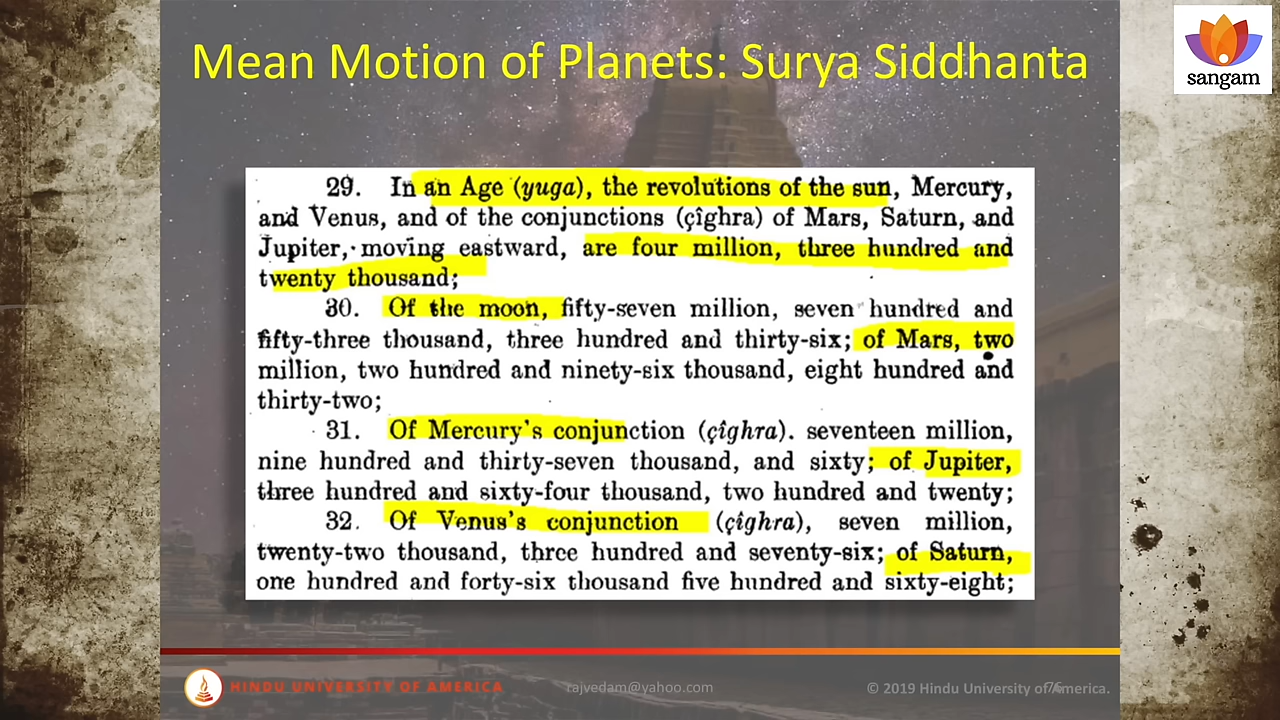 Mean Motion of Planets: Surya Siddhanta
sangam
29. In an Age (yuga), the revolutions of the sun, Mercury,
and Venus, and of the conjunctions (çîghra) of Mars, Saturn, and
Jupiter, moving eastward, are four million, three hundred and
twenty thousand;
30. Of the moon, fifty-seven million, seven hundred and
fifty-three thousand, three hundred and thirty-six; of Mars, two
million, two hundred and ninety-six thousand, eight hundred and
thirty-two;
31. Of Mercury's conjunction (çîghra). seventeen million,
nine hundred and thirty-seven thousand, and sixty; of Jupiter,
three hundred and sixty-four thousand, two hundred and twenty;
32. Of Venus's conjunction (çîghra), seven million,
twenty-two thousand, three hundred and seventy-six; of Saturn,
one hundred and forty-six thousand five hundred and sixty-eight;
HINDU UNIVERSITY OF AMERICA
rajvedam@yahoo.com
© 2019 Hindu University of America.